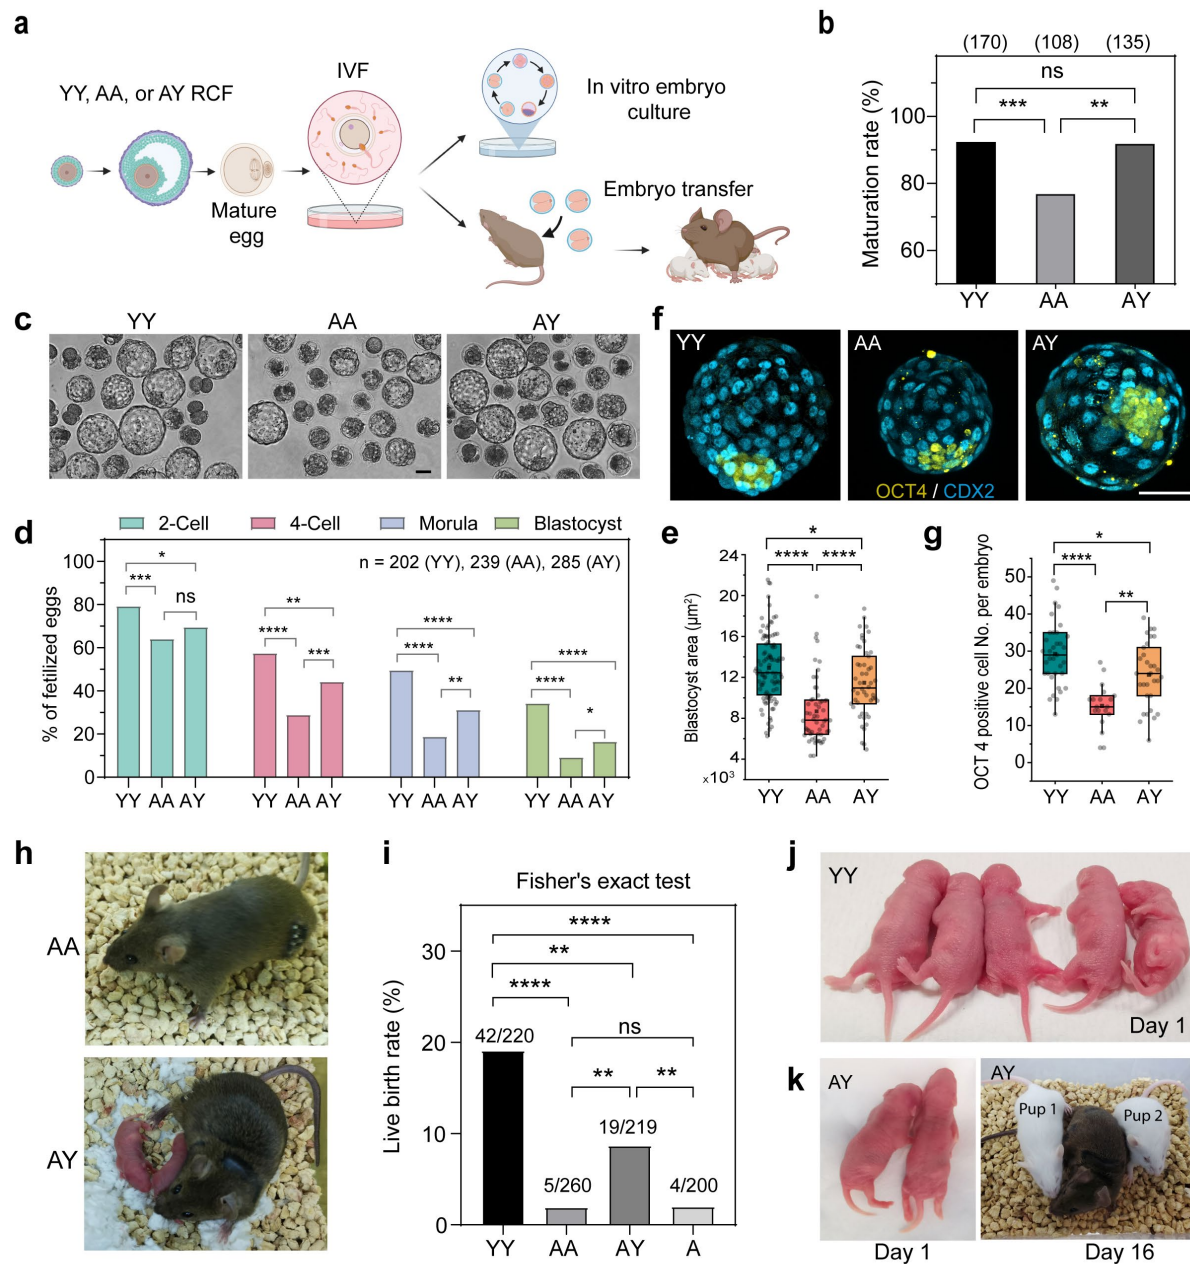 a
YY, AA, or AY RCF
Mature
egg
IVF
In vitro embryo
culture
Embryo transfer
b
(170) (108) (135)
ns
*** **
Maturation rate (%)
100
80
60
YY AA AY
c
YY AA AY
f
YY AA AY
OCT4 / CDX2
d
2-Cell 4-Cell Morula Blastocyst
n = 202 (YY), 239 (AA), 285 (AY)
% of fetilized eggs
100
80
60
40
20
0
* *** ns
** **** ***
**** **** **
**** **** *
YY AA AY YY AA AY YY AA AY YY AA AY
e
Blastocyst area (µm²)
24
20
16
12
8
4
×10³
*
**** ****
YY AA AY
g
OCT 4 positive cell No. per embryo
50
40
30
20
10
0
*
****
**
YY AA AY
h
AA
AY
i
Fisher's exact test
Live birth rate (%)
30
20
10
0
****
**
****
ns
** **
42/220
5/260
19/219
4/200
YY AA AY A
j
YY
Day 1
k
AY
Day 1
AY
Pup 1
Pup 2
Day 16